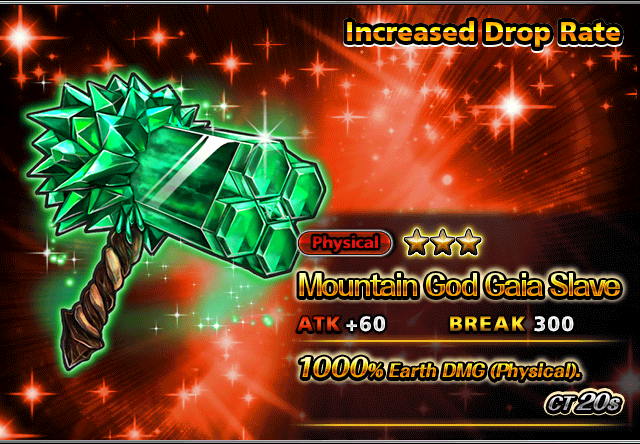 Increased Drop Rate
Physical
Mountain God Gaia Slave
ATK +60 BREAK 300
1000% Earth DMG (Physical).
CT 20s